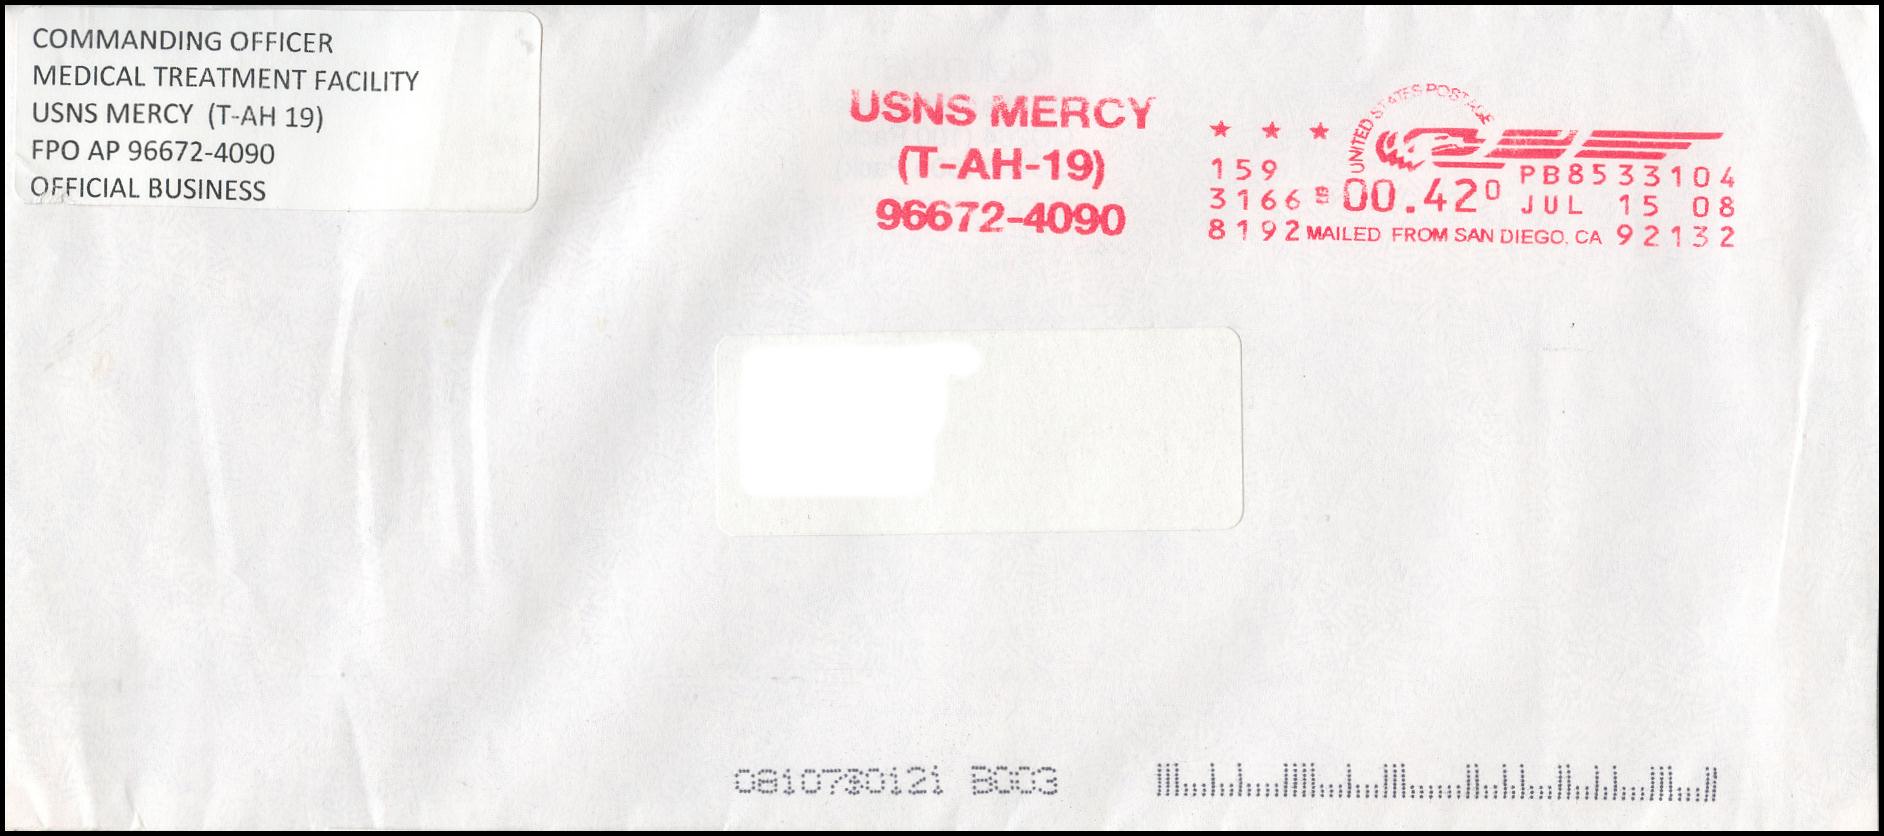 COMMANDING OFFICER
MEDICAL TREATMENT FACILITY
USNS MERCY (T-AH 19)
FPO AP 96672-4090
OFFICIAL BUSINESS
USNS MERCY
(T-AH-19)
96672-4090
UNITED STATES POSTAGE
159
PB8533104
3166 $00.42⁰
JUL 15 08
8192 MAILED FROM SAN DIEGO, CA 92132
B003